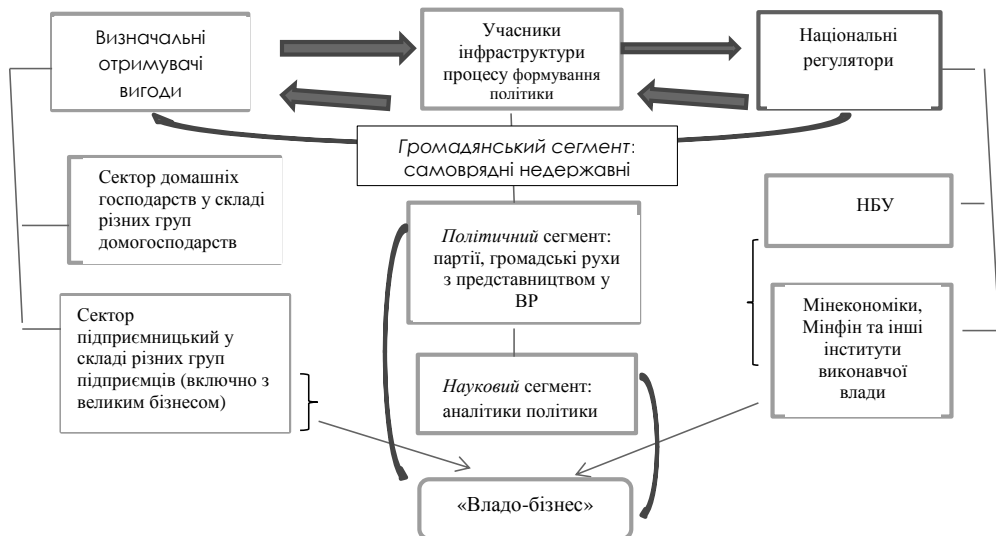 Визначальні
отримувачі
вигоди
Учасники
інфраструктури
процесу формування
політики
Національні
регулятори
Громадянський сегмент:
самоврядні недержавні
Сектор домашніх
господарств у складі
різних груп
домогосподарств
НБУ
Політичний сегмент:
партії, громадські рухи
з представництвом у
ВР
Сектор
підприємницький у
складі різних груп
підприємців (включно з
великим бізнесом)
Мінекономіки,
Мінфін та інші
інститути
виконавчої
влади
Науковий сегмент:
аналітики політики
«Владо-бізнес»